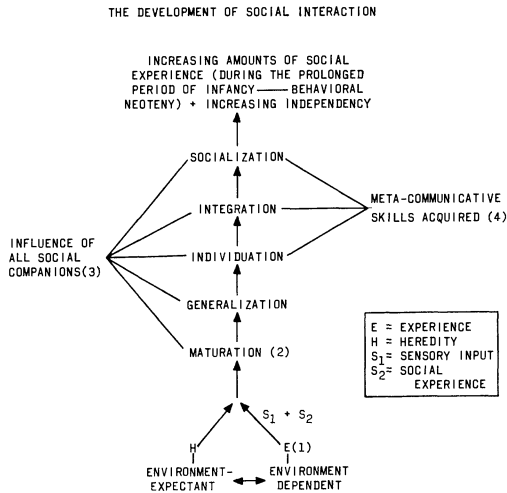 THE DEVELOPMENT OF SOCIAL INTERACTION
INCREASING AMOUNTS OF SOCIAL
EXPERIENCE (DURING THE PROLONGED
PERIOD OF INFANCY — BEHAVIORAL
NEOTENY) + INCREASING INDEPENDENCY
SOCIALIZATION
INTEGRATION
INDIVIDUATION
GENERALIZATION
MATURATION (2)
META-COMMUNICATIVE
SKILLS ACQUIRED (4)
INFLUENCE OF
ALL SOCIAL
COMPANIONS(3)
E = EXPERIENCE
H = HEREDITY
S1= SENSORY INPUT
S2= SOCIAL
EXPERIENCE
S1 + S2
H
E(1)
ENVIRONMENT-
EXPECTANT
ENVIRONMENT
DEPENDENT